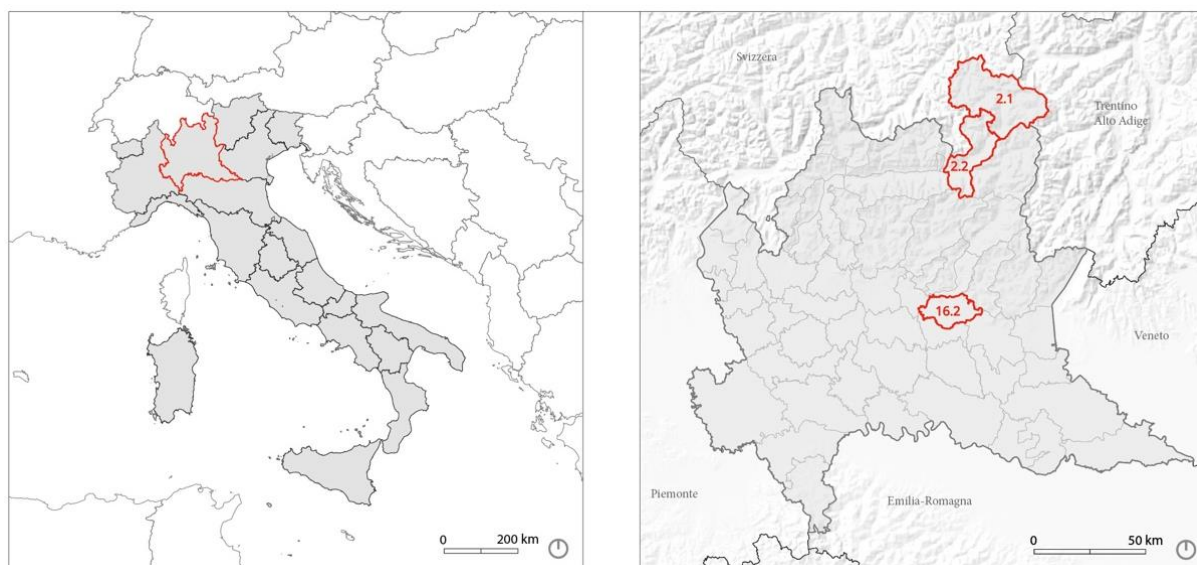 0 200 km
Svizzera
2.1
Trentino
Alto Adige
2.2
16.2
Veneto
Piemonte
Emilia-Romagna
0 50 km